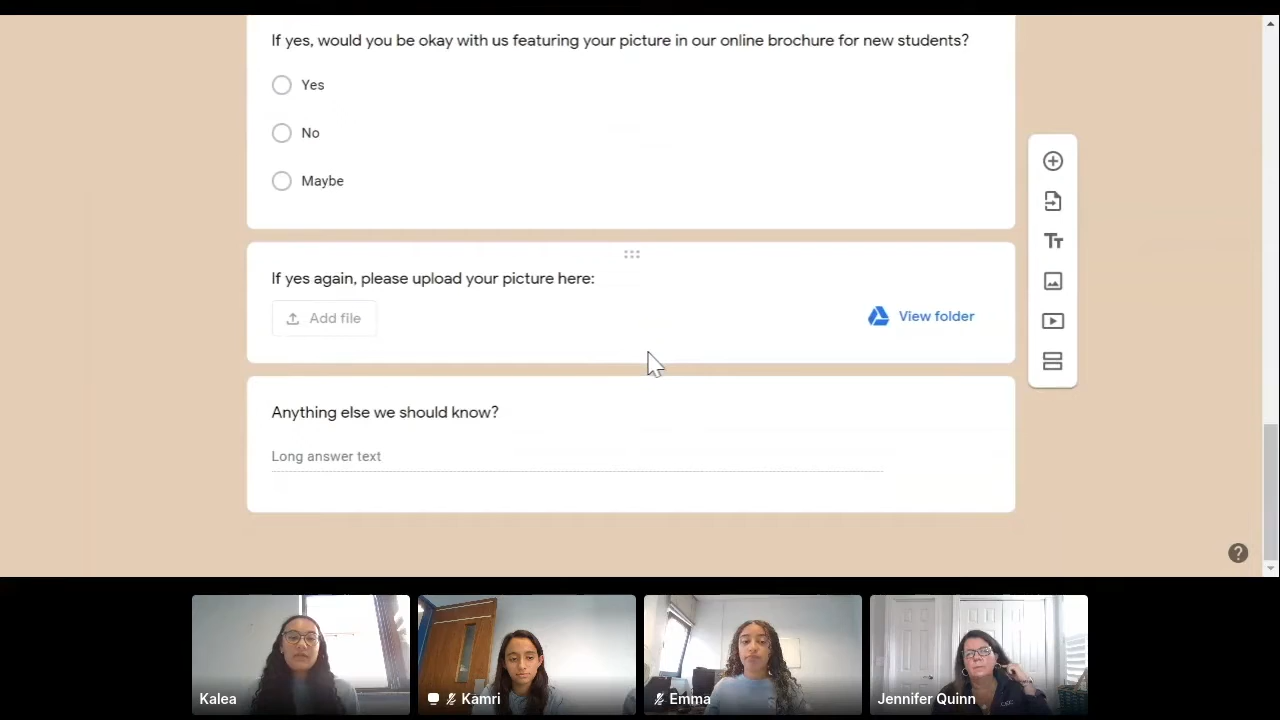 If yes, would you be okay with us featuring your picture in our online brochure for new students?
Yes
No
Maybe
If yes again, please upload your picture here:
Add file
View folder
Anything else we should know?
Long answer text
Kalea
Kamri
Emma
Jennifer Quinn